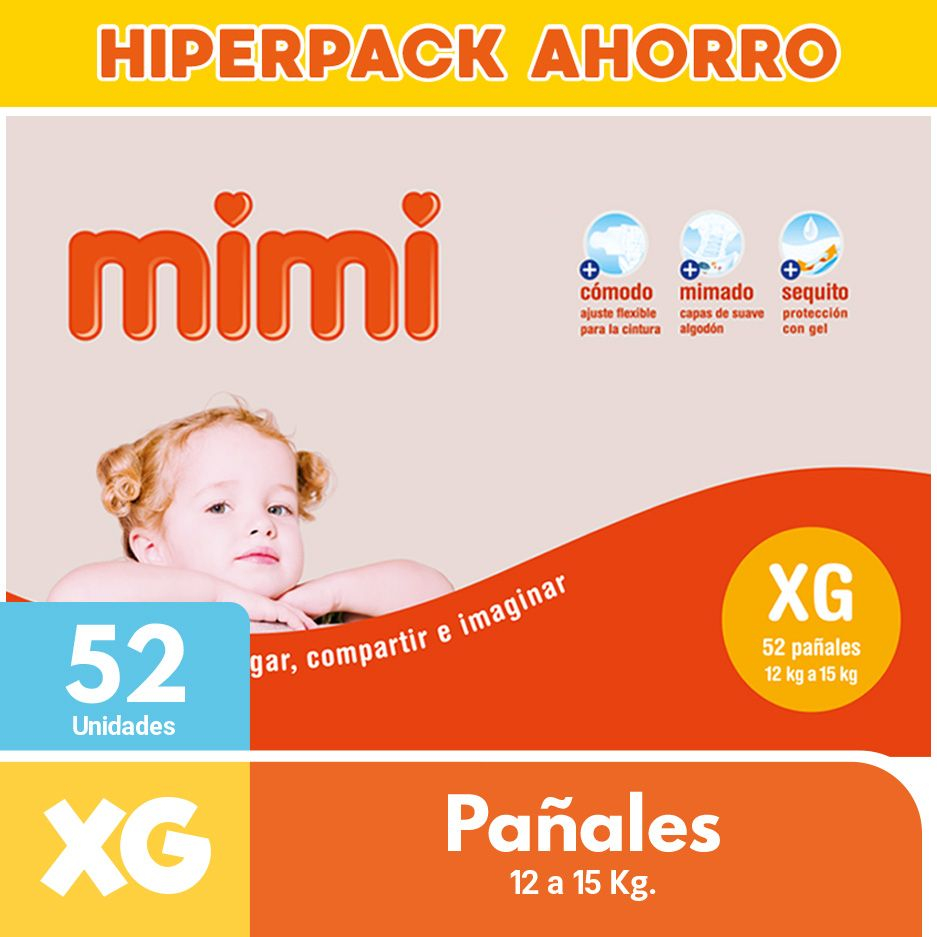 HIPERPACK AHORRO
mimi
cómodo
ajuste flexible
para la cintura
mimado
capas de suave
algodón
sequito
protección
con gel
gar, compartir e imaginar
XG
52 pañales
12 kg a 15 kg
52
Unidades
XG
Pañales
12 a 15 Kg.